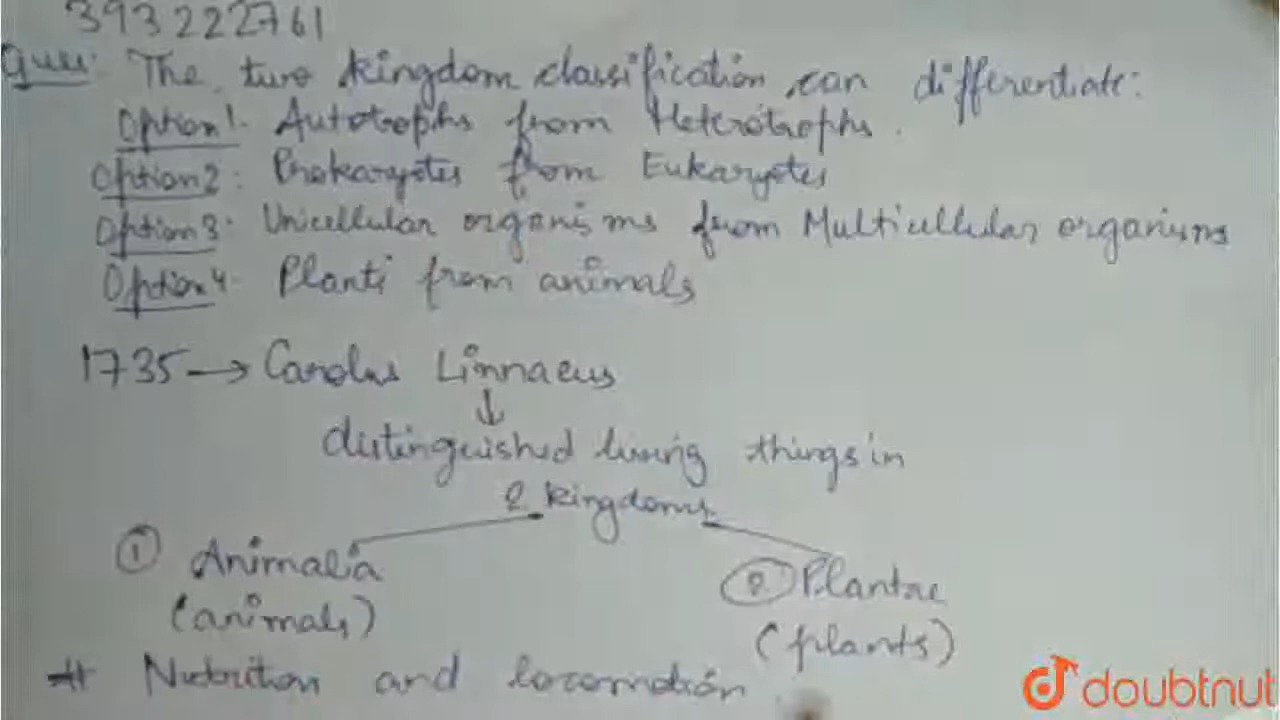 393222761
Ques: The two kingdom classification can differentiate:
Option 1. Autotrophs from Heterotrophs.
Option 2: Prokaryotes from Eukaryotes
Option 3. Unicellular organisms from Multicellular organisms
Option 4. Plants from animals
1735 → Carolus Linnaeus
↓
distinguished living things in
2 kingdoms
① Animalia
② Plantae
(animals)
(plants)
# Nutrition and locomotion
doubtnut